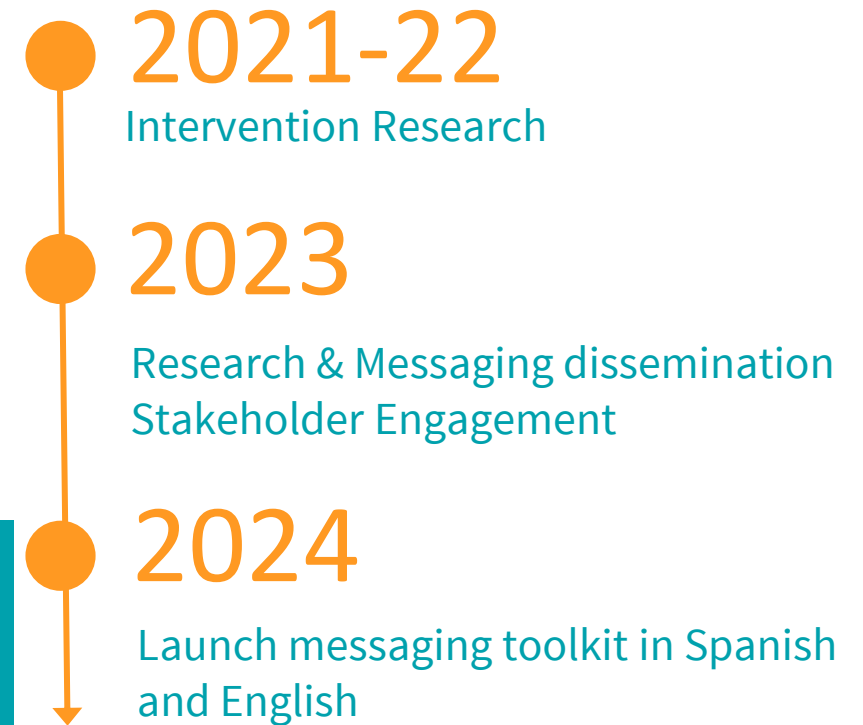 2021-22
Intervention Research
2023
Research & Messaging dissemination
Stakeholder Engagement
2024
Launch messaging toolkit in Spanish
and English